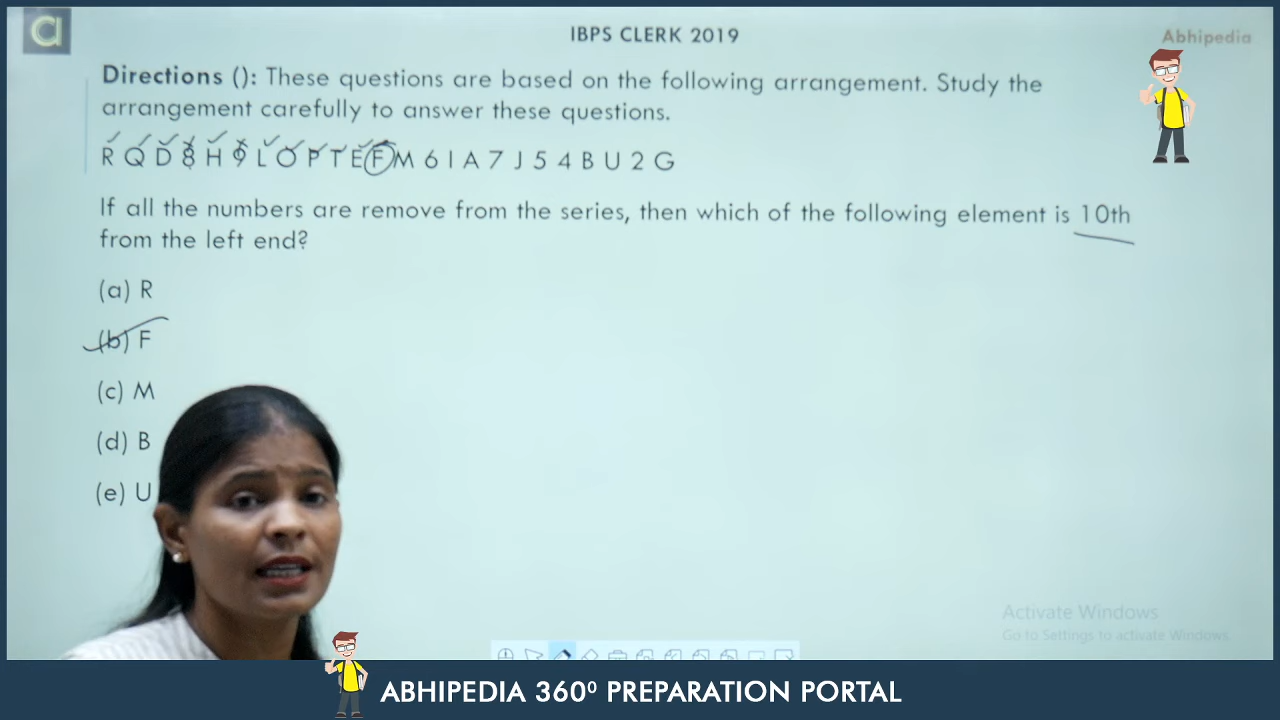 a
IBPS CLERK 2019
Abhipedia
Directions (): These questions are based on the following arrangement. Study the
arrangement carefully to answer these questions.
R Q D 8 H 9 L O P T E F M 6 I A 7 J 5 4 B U 2 G
If all the numbers are remove from the series, then which of the following element is 10th
from the left end?
(a) R
(b) F
(c) M
(d) B
(e) U
Activate Windows
Go to Settings to activate Windows.
ABHIPEDIA 360⁰ PREPARATION PORTAL